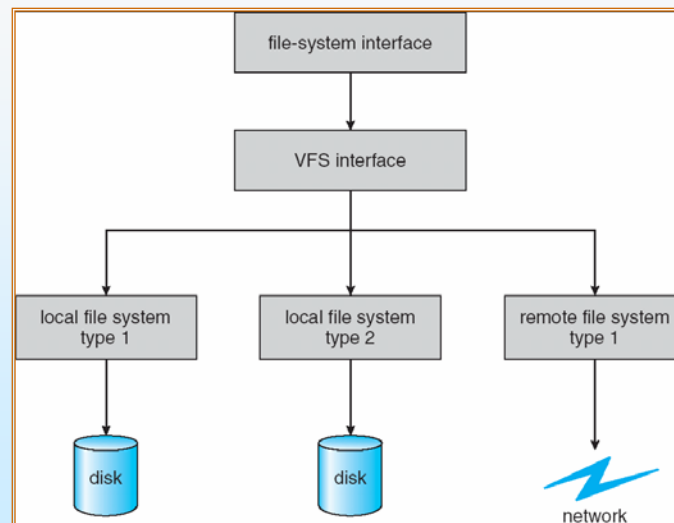 file-system interface
VFS interface
local file system
type 1
local file system
type 2
remote file system
type 1
disk
disk
network